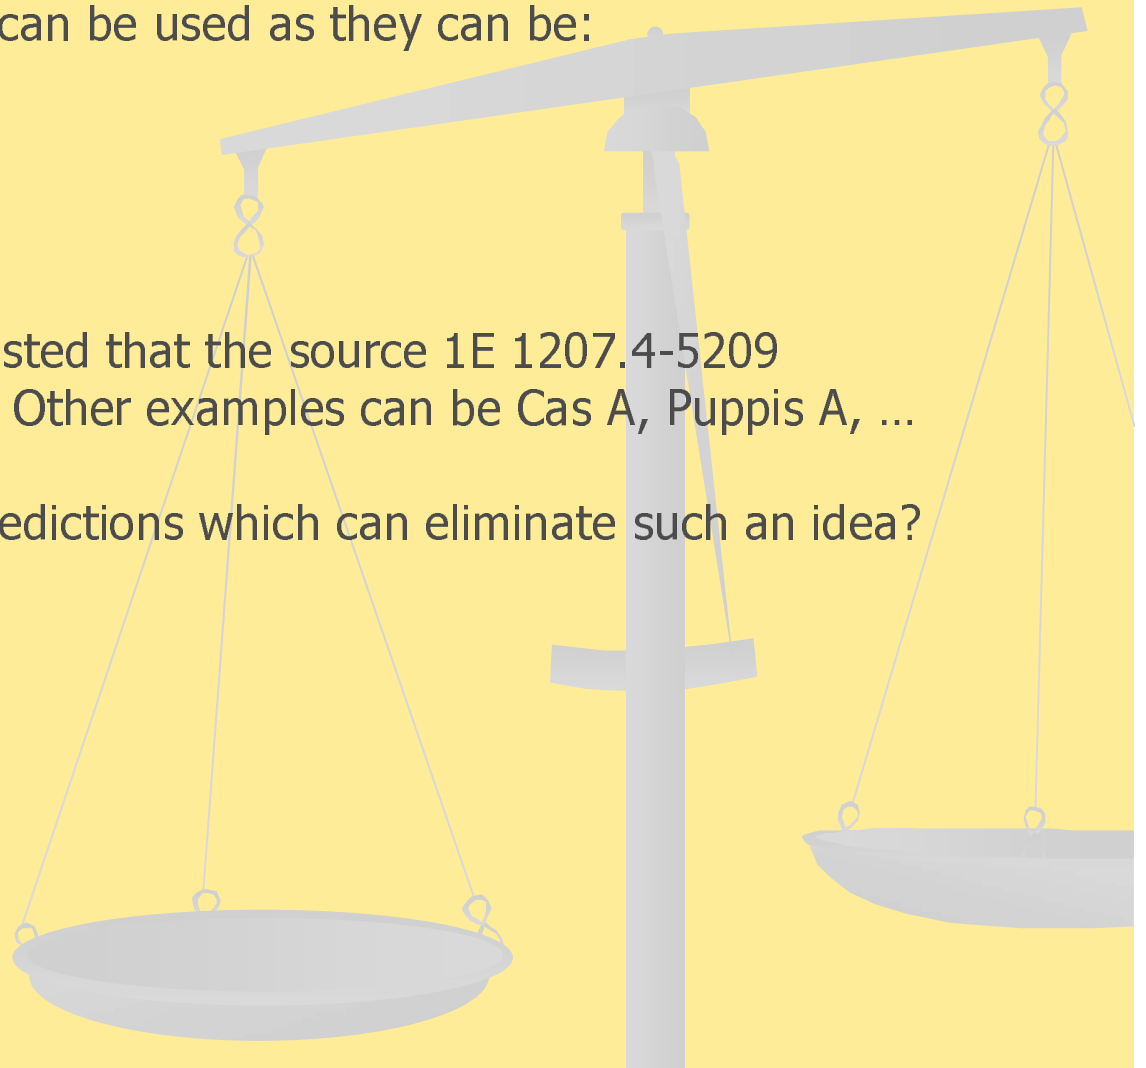 can be used as they can be:
sted that the source 1E 1207.4-5209
Other examples can be Cas A, Puppis A, ...
edictions which can eliminate such an idea?